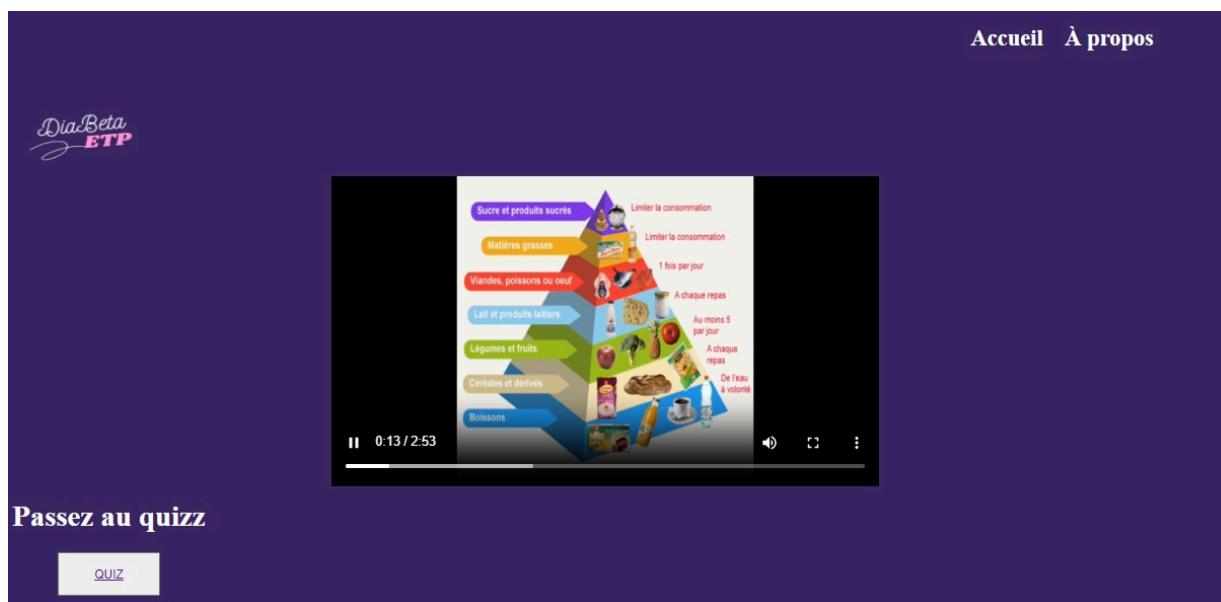 Accueil À propos
DiaBeta
ETP
Sucre et produits sucrés
Limiter la consommation
Matières grasses
Limiter la consommation
Viandes, poissons ou oeuf
1 fois par jour
Lait et produits laitiers
A chaque repas
Légumes et fruits
Au moins 5
par jour
Céréales et dérivés
A chaque
repas
Boissons
De l'eau
à volonté
0:13 / 2:53
Passez au quizz
QUIZ